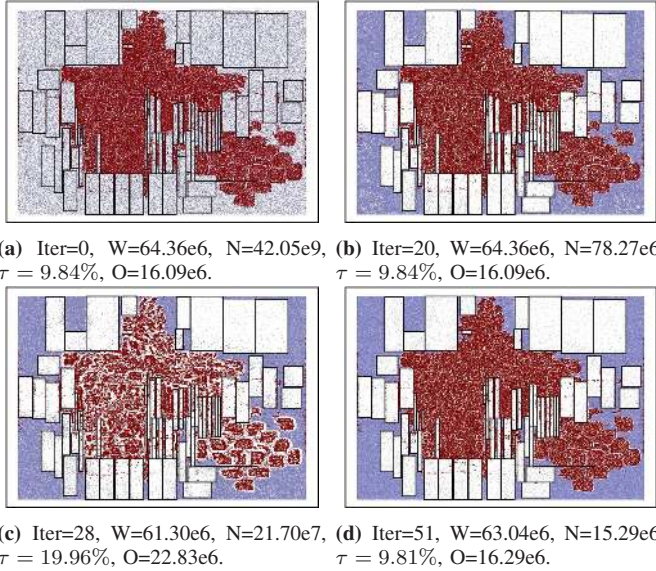 (a) Iter=0, W=64.36e6, N=42.05e9,
τ = 9.84%, O=16.09e6.
(b) Iter=20, W=64.36e6, N=78.27e6
τ = 9.84%, O=16.09e6.
(c) Iter=28, W=61.30e6, N=21.70e7,
τ = 19.96%, O=22.83e6.
(d) Iter=51, W=63.04e6, N=15.29e6
τ = 9.81%, O=16.29e6.